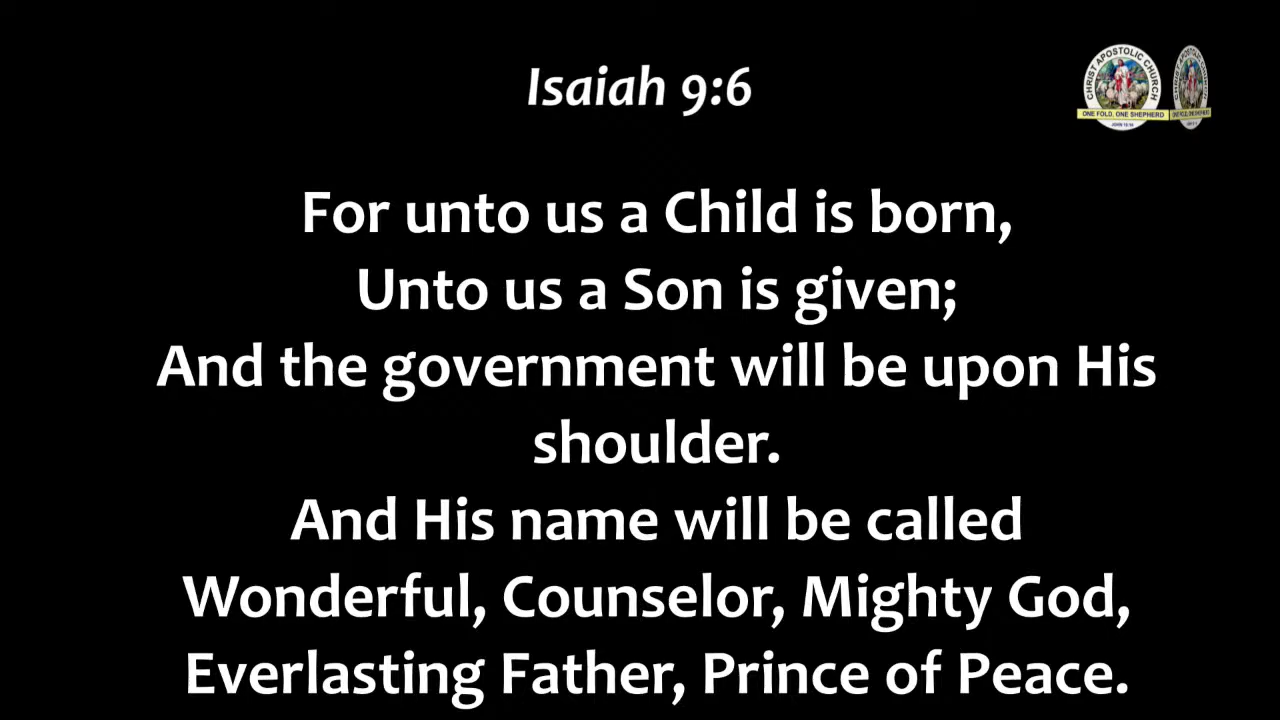 Isaiah 9:6
CHRIST APOSTOLIC CHURCH
ONE FOLD, ONE SHEPHERD
For unto us a Child is born,
Unto us a Son is given;
And the government will be upon His
shoulder.
And His name will be called
Wonderful, Counselor, Mighty God,
Everlasting Father, Prince of Peace.